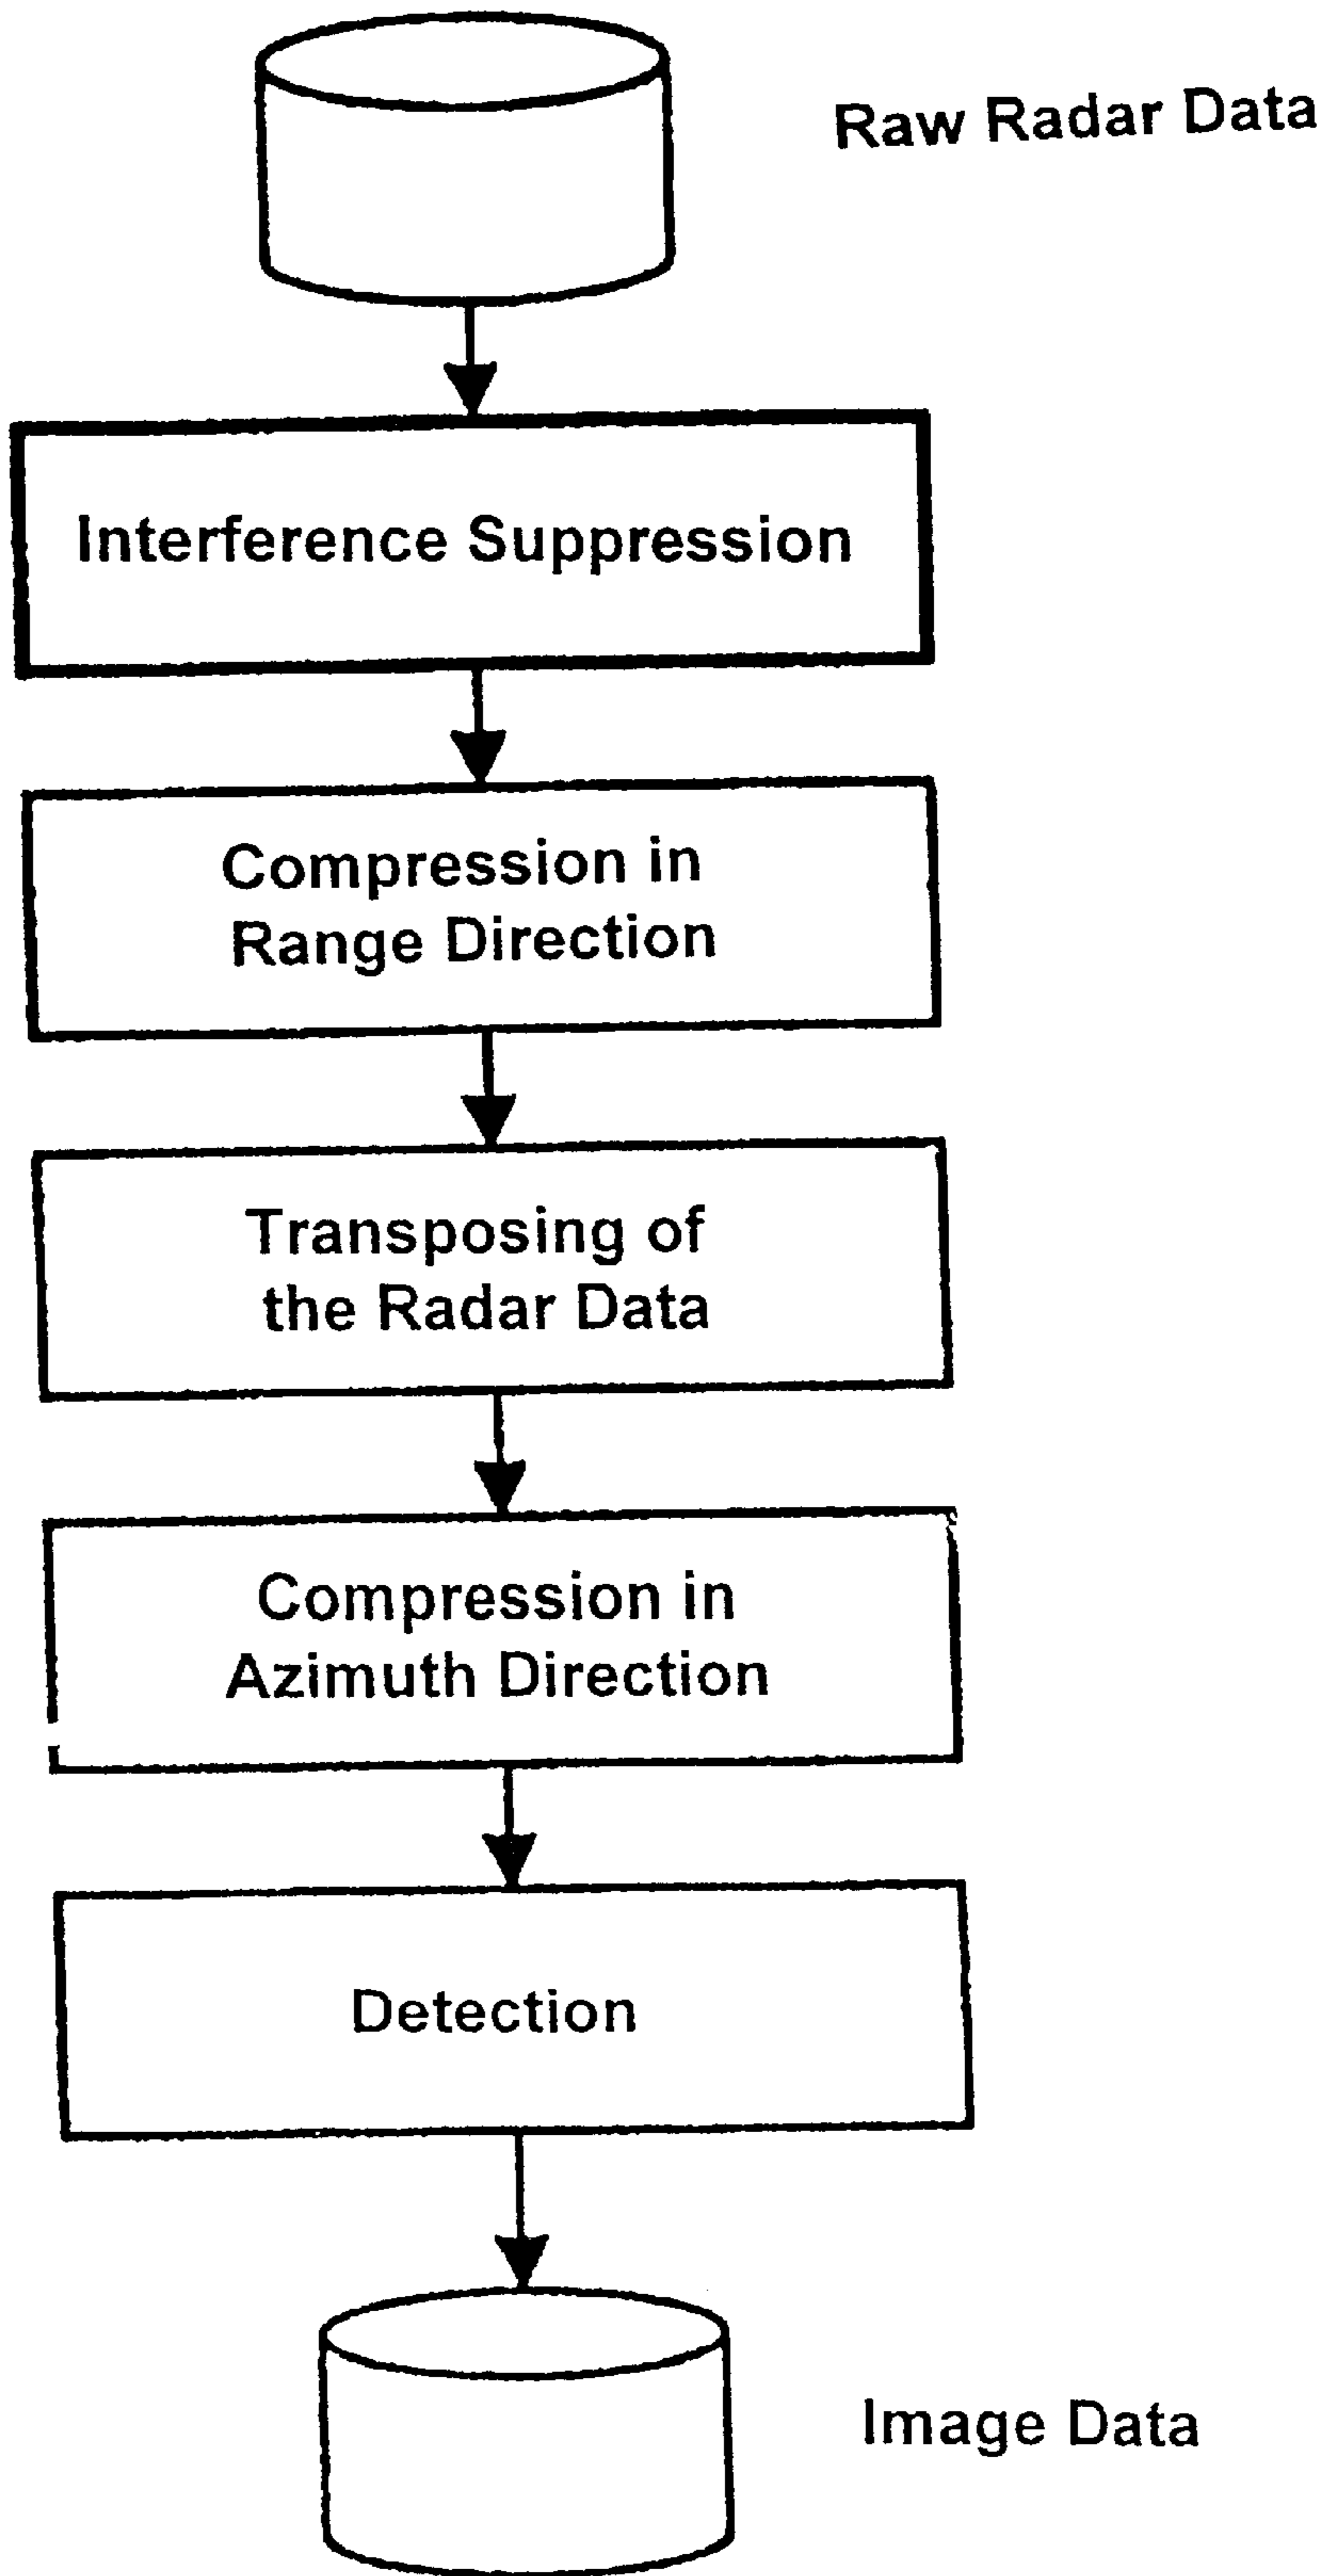 Raw Radar Data
Interference Suppression
Compression in
Range Direction
Transposing of
the Radar Data
Compression in
Azimuth Direction
Detection
Image Data